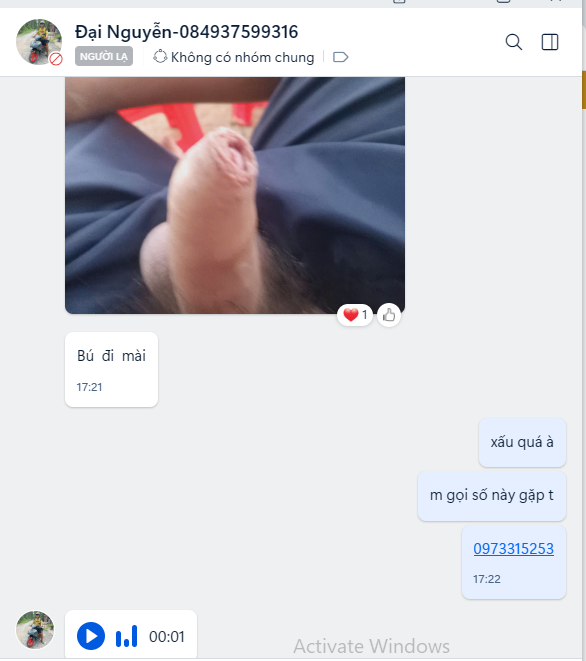 Đại Nguyễn-084937599316
NGƯỜI LẠ
Không có nhóm chung
1
Bú đi mài
17:21
xấu quá à
m gọi số này gặp t
0973315253
17:22
00:01
Activate Windows